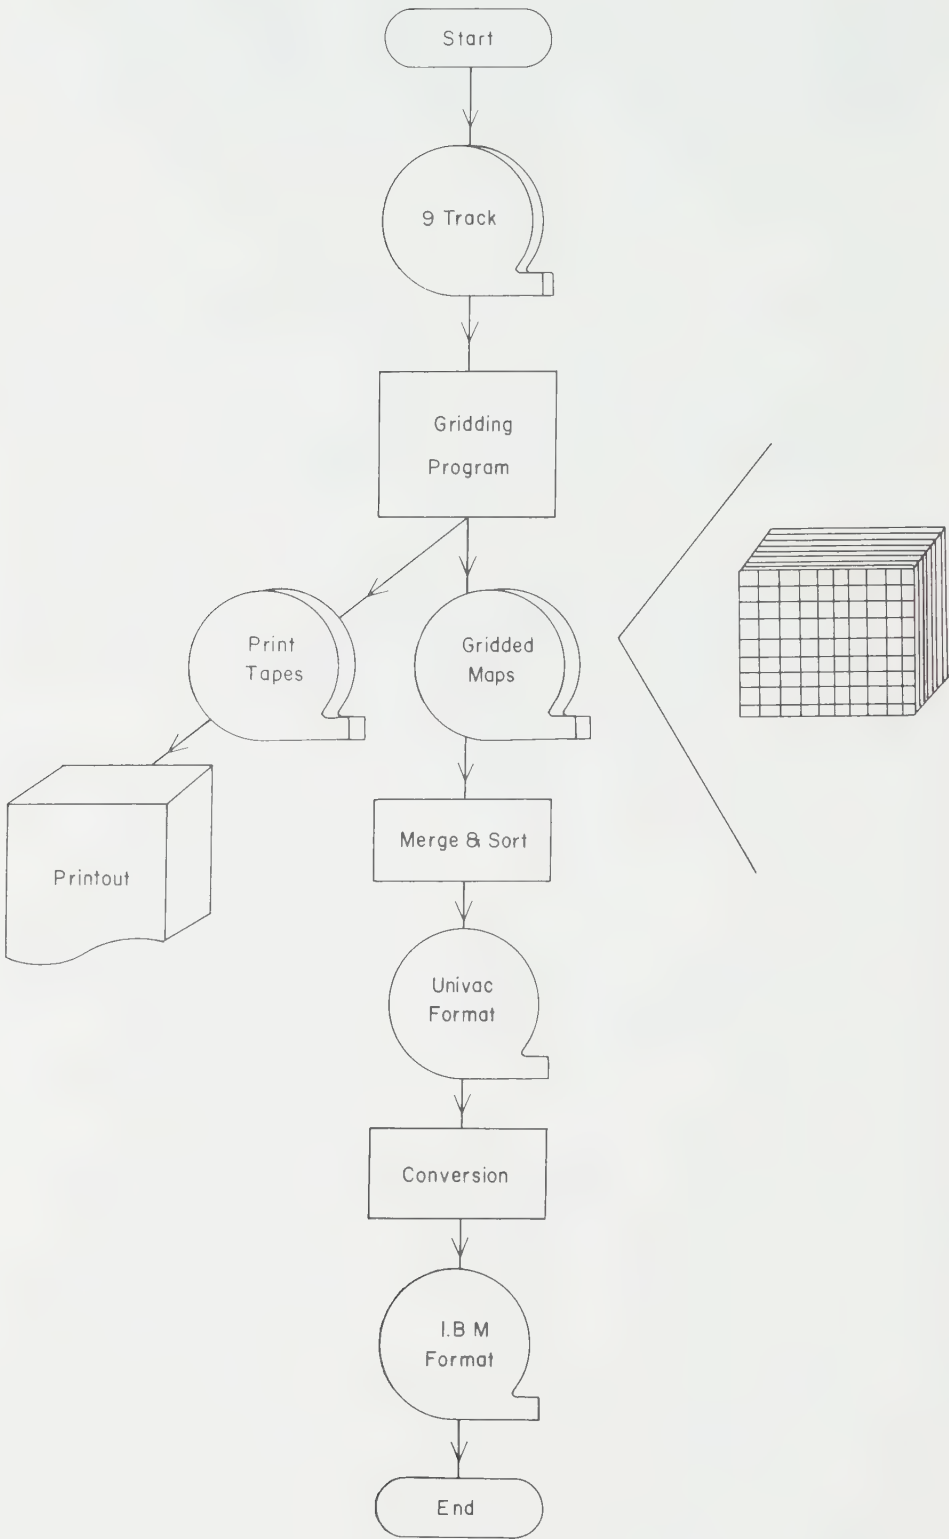 Start
9 Track
Gridding
Program
Print
Tapes
Gridded
Maps
Printout
Merge & Sort
Univac
Format
Conversion
I.B M
Format
End